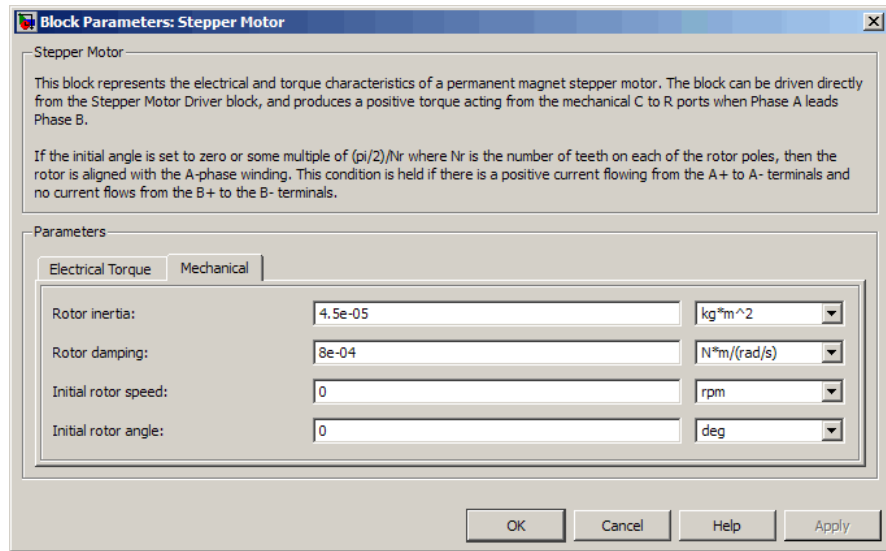 Block Parameters: Stepper Motor
Stepper Motor
This block represents the electrical and torque characteristics of a permanent magnet stepper motor. The block can be driven directly
from the Stepper Motor Driver block, and produces a positive torque acting from the mechanical C to R ports when Phase A leads
Phase B.
If the initial angle is set to zero or some multiple of (pi/2)/Nr where Nr is the number of teeth on each of the rotor poles, then the
rotor is aligned with the A-phase winding. This condition is held if there is a positive current flowing from the A+ to A- terminals and
no current flows from the B+ to the B- terminals.
Parameters
Electrical Torque Mechanical
Rotor inertia: 4.5e-05 kg*m^2
Rotor damping: 8e-04 N*m/(rad/s)
Initial rotor speed: 0 rpm
Initial rotor angle: 0 deg
OK Cancel Help Apply